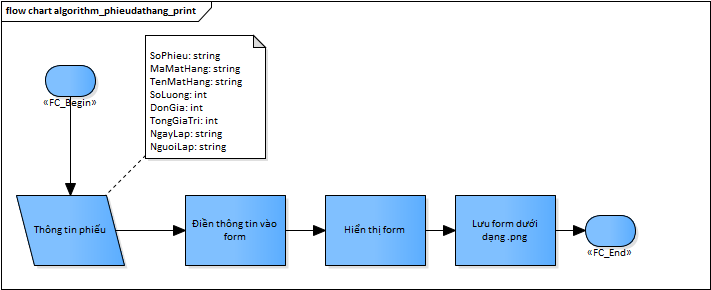 flow chart algorithm_phieudathang_print
SoPhieu: string
MaMatHang: string
TenMatHang: string
SoLuong: int
DonGia: int
TongGiaTri: int
NgayLap: string
NguoiLap: string
«FC_Begin»
Thông tin phiếu
Điền thông tin vào
form
Hiển thị form
Lưu form dưới
dạng .png
«FC_End»